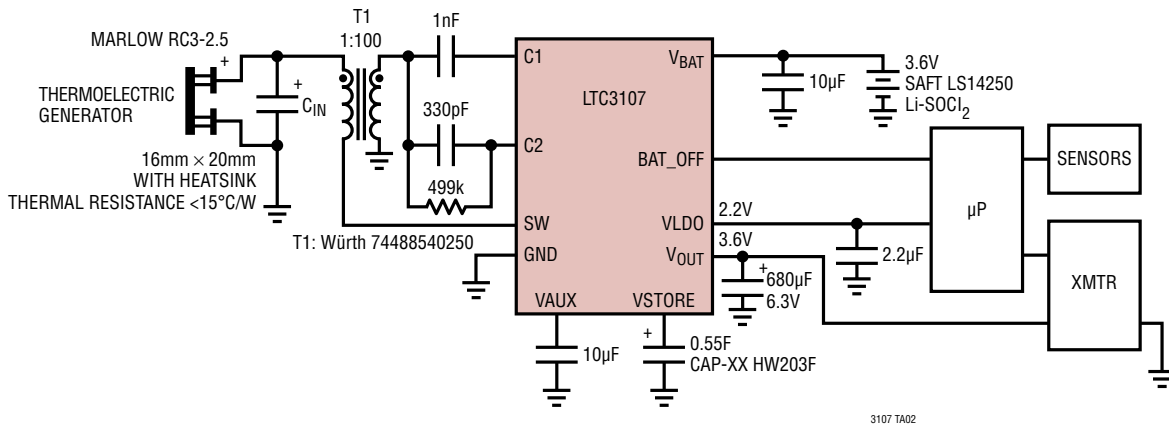 T1
1:100
1nF
MARLOW RC3-2.5
+
THERMOELECTRIC
GENERATOR
+
CIN
330pF
499k
16mm × 20mm
WITH HEATSINK
THERMAL RESISTANCE <15°C/W
T1: Würth 74488540250
C1
C2
SW
GND
VAUX
VSTORE
LTC3107
VBAT
BAT_OFF
VLDO
VOUT
10µF
3.6V
SAFT LS14250
Li-SOCI2
2.2V
3.6V
2.2µF
+
680µF
6.3V
µP
SENSORS
XMTR
10µF
+
0.55F
CAP-XX HW203F
3107 TA02